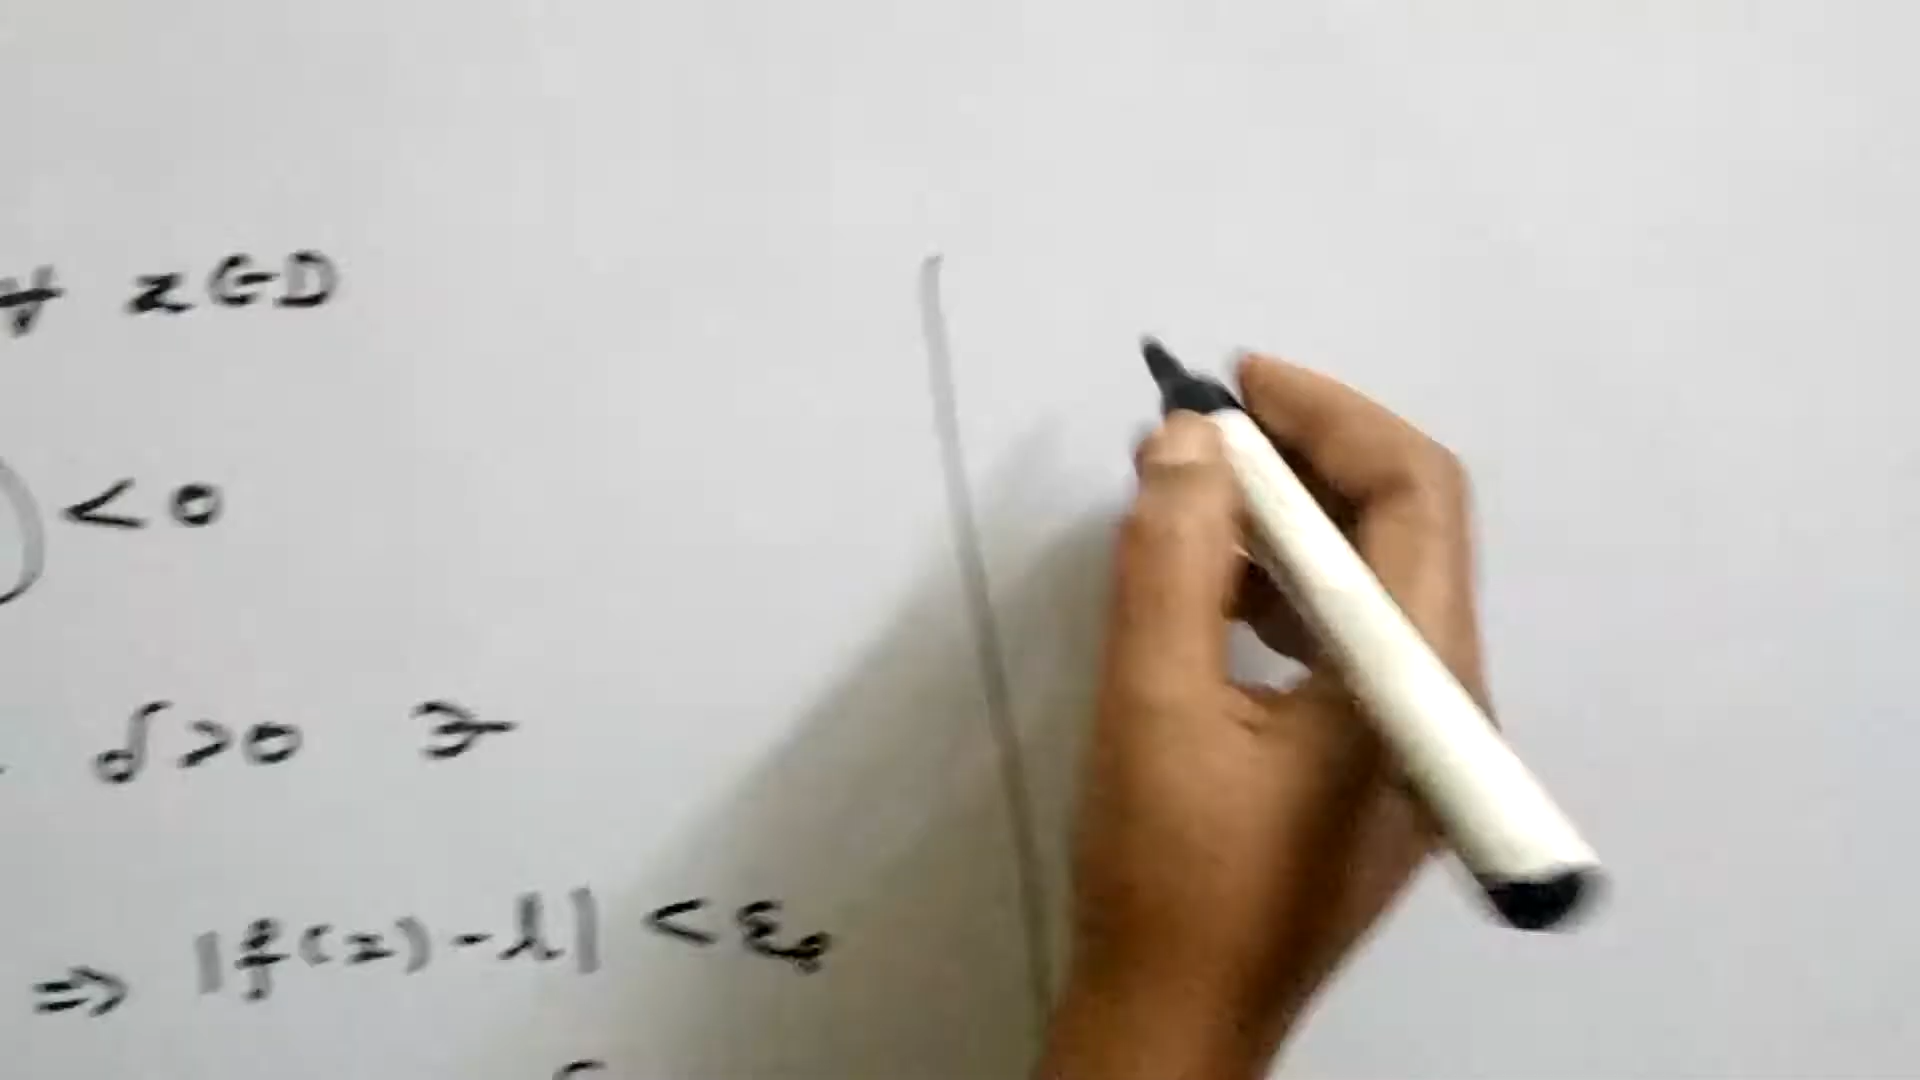 ∀ x∈D
) < 0
δ>0 ∋
⇒ |f(x)-l| < ε₀